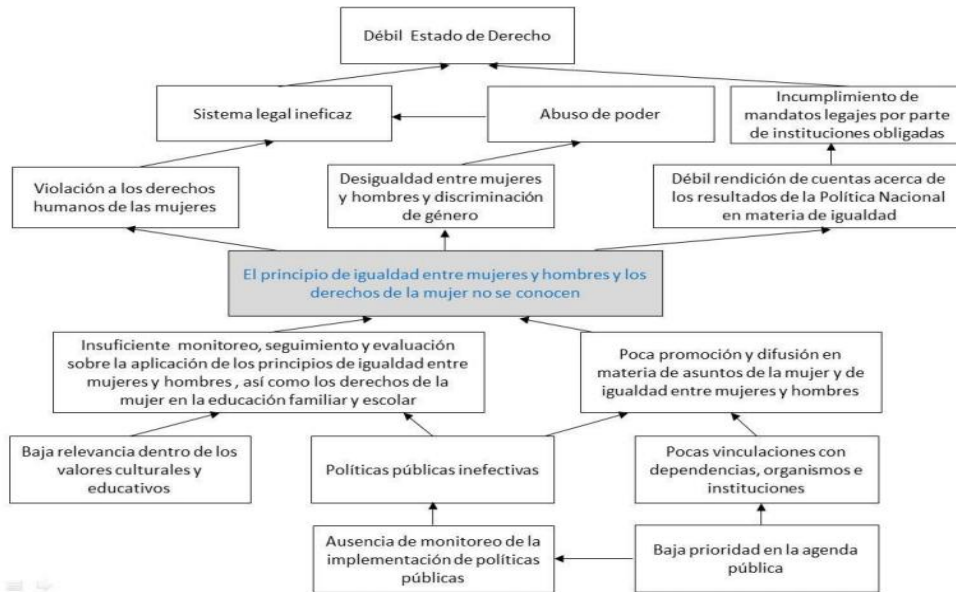 Débil Estado de Derecho
Sistema legal ineficaz
Abuso de poder
Incumplimiento de
mandatos legajes por parte
de instituciones obligadas
Violación a los derechos
humanos de las mujeres
Desigualdad entre mujeres
y hombres y discriminación
de género
Débil rendición de cuentas acerca de
los resultados de la Política Nacional
en materia de igualdad
El principio de igualdad entre mujeres y hombres y los
derechos de la mujer no se conocen
Insuficiente monitoreo, seguimiento y evaluación
sobre la aplicación de los principios de igualdad entre
mujeres y hombres , así como los derechos de la
mujer en la educación familiar y escolar
Poca promoción y difusión en
materia de asuntos de la mujer y de
igualdad entre mujeres y hombres
Baja relevancia dentro de los
valores culturales y
educativos
Políticas públicas inefectivas
Pocas vinculaciones con
dependencias, organismos e
instituciones
Ausencia de monitoreo de la
implementación de políticas
públicas
Baja prioridad en la agenda
pública